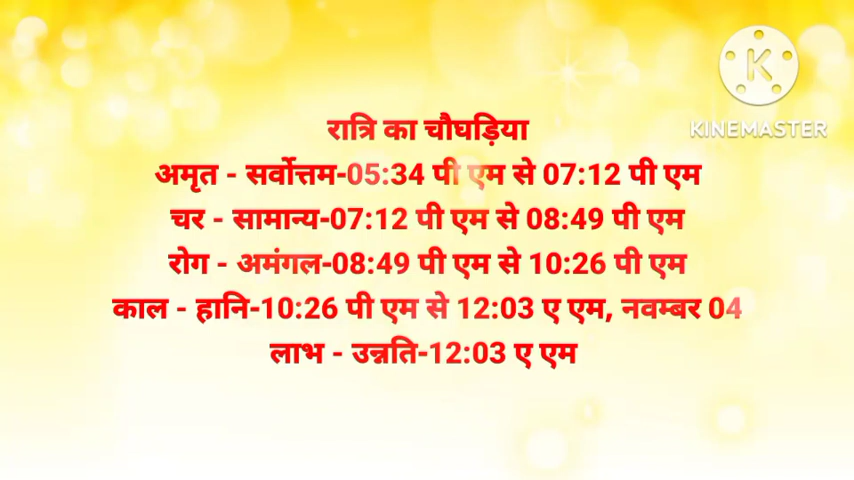 KINEMASTER
रात्रि का चौघड़िया
अमृत - सर्वोत्तम-05:34 पी एम से 07:12 पी एम
चर - सामान्य-07:12 पी एम से 08:49 पी एम
रोग - अमंगल-08:49 पी एम से 10:26 पी एम
काल - हानि-10:26 पी एम से 12:03 ए एम, नवम्बर 04
लाभ - उन्नति-12:03 ए एम